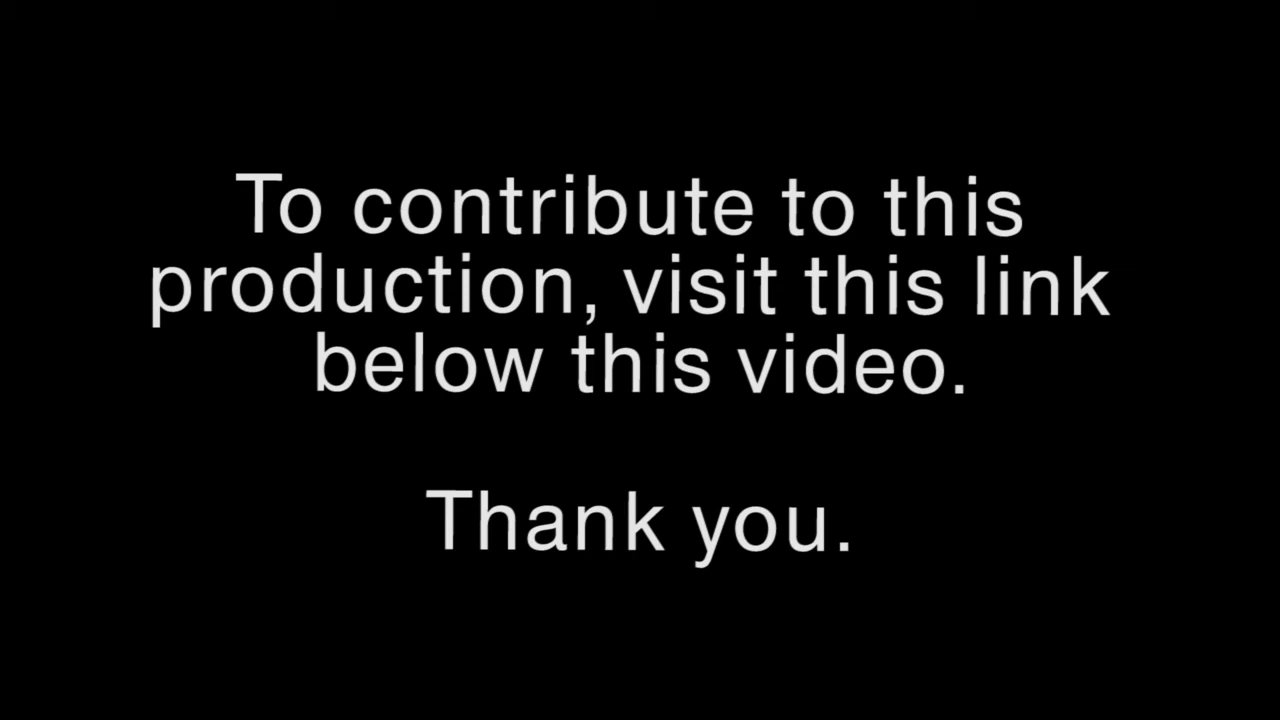 To contribute to this
production, visit this link
below this video.
Thank you.